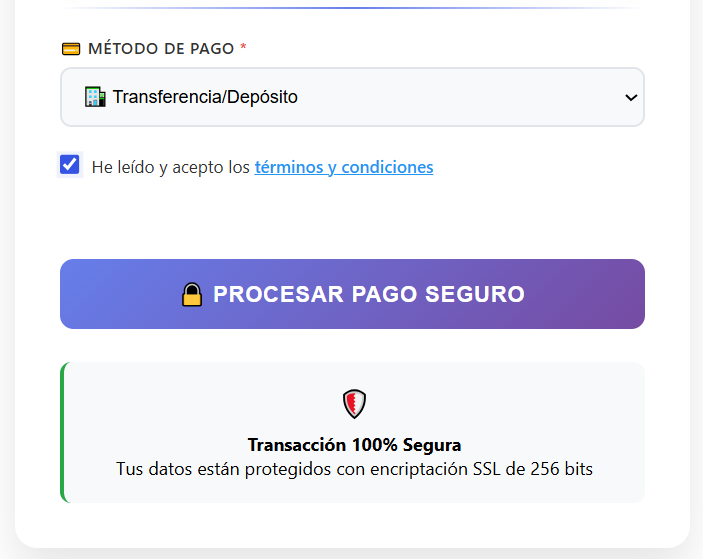 MÉTODO DE PAGO *
Transferencia/Depósito
He leído y acepto los términos y condiciones
PROCESAR PAGO SEGURO
Transacción 100% Segura
Tus datos están protegidos con encriptación SSL de 256 bits